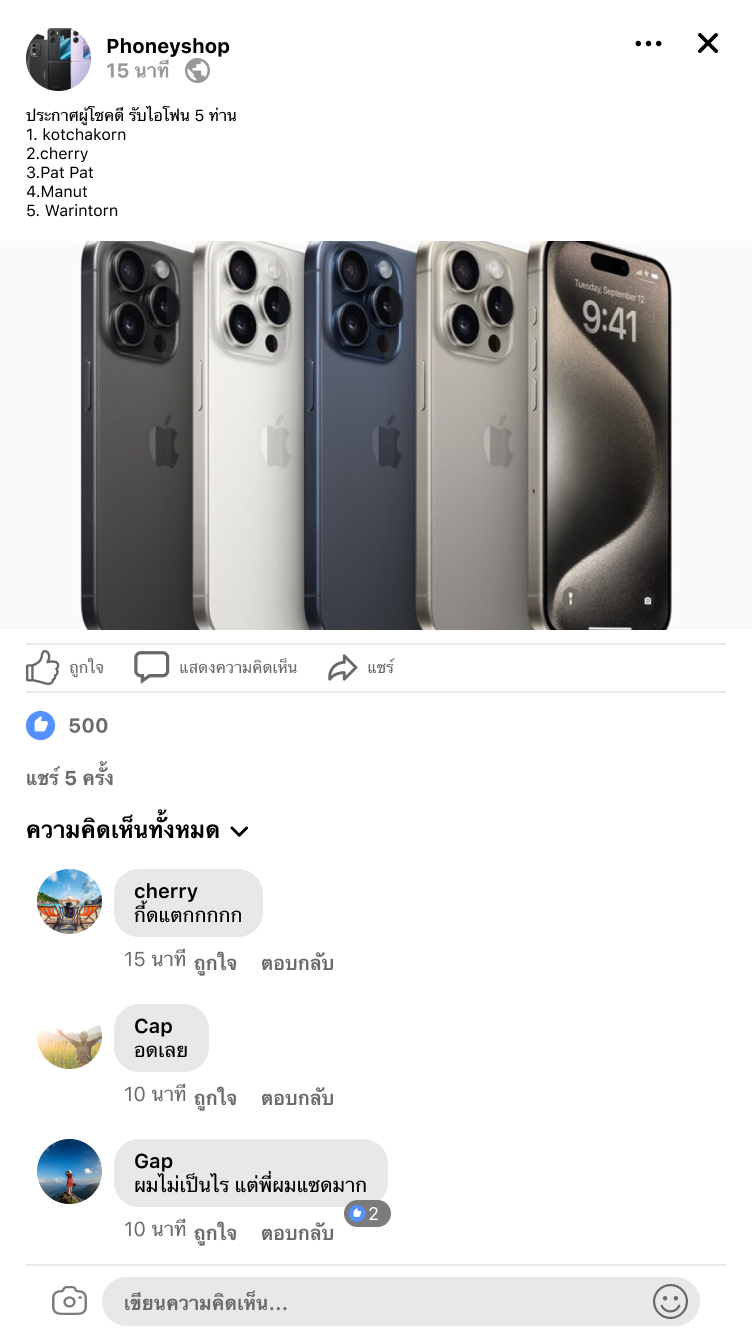 Phoneyshop
15 นาที
ประกาศผู้โชคดี รับไอโฟน 5 ท่าน
1. kotchakorn
2.cherry
3.Pat Pat
4.Manut
5. Warintorn
Tuesday, September 12
9:41
ถูกใจ แสดงความคิดเห็น แชร์
500
แชร์ 5 ครั้ง
ความคิดเห็นทั้งหมด
cherry
กี้ดแตกกกกก
15 นาที ถูกใจ ตอบกลับ
Cap
อดเลย
10 นาที ถูกใจ ตอบกลับ
Gap
ผมไม่เป็นไร แต่พี่ผมแซดมาก
2
10 นาที ถูกใจ ตอบกลับ
เขียนความคิดเห็น...